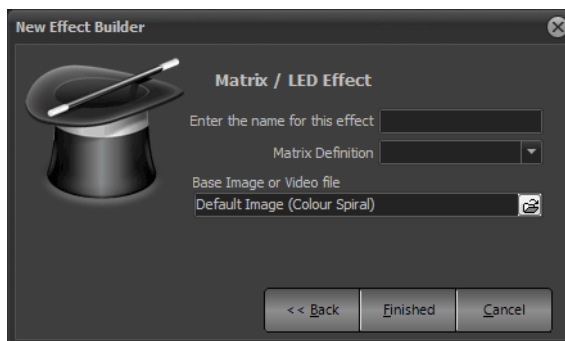 New Effect Builder
Matrix / LED Effect
Enter the name for this effect
Matrix Definition
Base Image or Video file
Default Image (Colour Spiral)
<< Back
Finished
Cancel